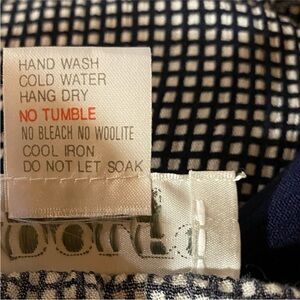 HAND WASH
COLD WATER
HANG DRY
NO TUMBLE
NO BLEACH NO WOOLITE
COOL IRON
DO NOT LET SOAK